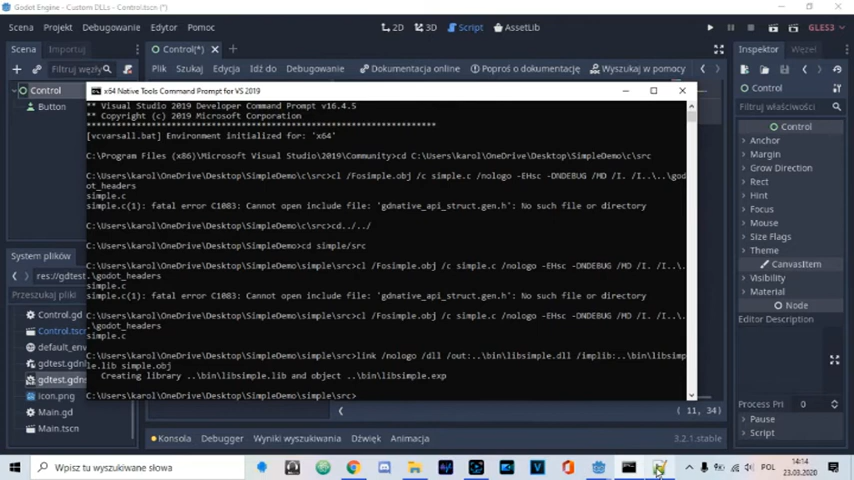 Godot Engine - Custom DLLs - Control.tscn(*)
Scena Projekt Debugowanie Edytor Pomoc
2D 3D Script AssetLib
GLES3
Scena Importuj
Control(*)
Inspektor Węzeł
Filtruj węzły
Plik Szukaj Edycja Idź do Debugowanie Dokumentacja online Poproś o dokumentację Wyszukaj w pomocy
Control
Button
Control
Filtruj właściwości
x64 Native Tools Command Prompt for VS 2019
** Visual Studio 2019 Developer Command Prompt v16.4.5
** Copyright (c) 2019 Microsoft Corporation
**********************************************************************
[vcvarsall.bat] Environment initialized for: 'x64'
C:\Program Files (x86)\Microsoft Visual Studio\2019\Community>cd C:\Users\karol\OneDrive\Desktop\SimpleDemo\c\src
C:\Users\karol\OneDrive\Desktop\SimpleDemo\c\src>cl /Fosimple.obj /c simple.c /nologo -EHsc -DNDEBUG /MD /I. /I..\..\god
ot_headers
simple.c
simple.c(1): fatal error C1083: Cannot open include file: 'gdnative_api_struct.gen.h': No such file or directory
C:\Users\karol\OneDrive\Desktop\SimpleDemo\c\src>cd../../
C:\Users\karol\OneDrive\Desktop\SimpleDemo>cd simple/src
C:\Users\karol\OneDrive\Desktop\SimpleDemo\simple\src>cl /Fosimple.obj /c simple.c /nologo -EHsc -DNDEBUG /MD /I. /I..\.
.\godot_headers
simple.c
simple.c(1): fatal error C1083: Cannot open include file: 'gdnative_api_struct.gen.h': No such file or directory
C:\Users\karol\OneDrive\Desktop\SimpleDemo\simple\src>cl /Fosimple.obj /c simple.c /nologo -EHsc -DNDEBUG /MD /I. /I..\.
.\godot_headers
simple.c
C:\Users\karol\OneDrive\Desktop\SimpleDemo\simple\src>link /nologo /dll /out:..\bin\libsimple.dll /implib:..\bin\libsimp
le.lib simple.obj
Creating library ..\bin\libsimple.lib and object ..\bin\libsimple.exp
C:\Users\karol\OneDrive\Desktop\SimpleDemo\simple\src>
System plików
res://gdtest.gd
Przeszukaj pliki
Control.gd
Control.tscn
default_env
gdtest.gdn
gdtest.gdns
icon.png
Main.gd
Main.tscn
Control
Anchor
Margin
Grow Direction
Rect
Hint
Focus
Mouse
Size Flags
Theme
CanvasItem
Visibility
Material
Node
Editor Description
Process Pri 0
Pause
Script
( 11, 34)
Konsola Debugger Wyniki wyszukiwania Dźwięk Animacja
3.2.1.stable
Wpisz tu wyszukiwane słowa
POL
14:14
23.03.2020